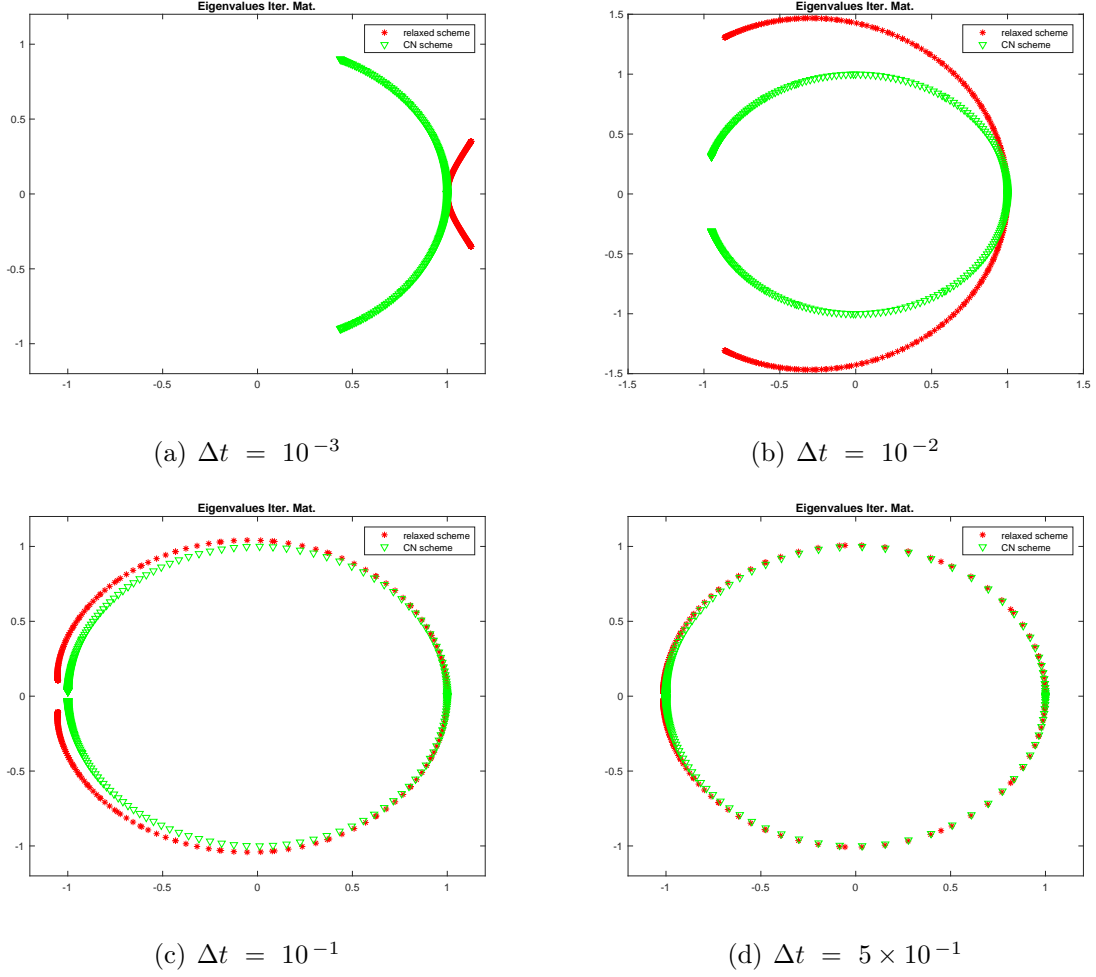 Eigenvalues Iter. Mat.
relaxed scheme
CN scheme
1
0.5
0
-0.5
-1
-1 -0.5 0 0.5 1
(a) Δt = 10⁻³
Eigenvalues Iter. Mat.
relaxed scheme
CN scheme
1.5
1
0.5
0
-0.5
-1
-1.5
-1.5 -1 -0.5 0 0.5 1 1.5
(b) Δt = 10⁻²
Eigenvalues Iter. Mat.
relaxed scheme
CN scheme
1
0.5
0
-0.5
-1
-1 -0.5 0 0.5 1
(c) Δt = 10⁻¹
Eigenvalues Iter. Mat.
relaxed scheme
CN scheme
1
0.5
0
-0.5
-1
-1 -0.5 0 0.5 1
(d) Δt = 5 × 10⁻¹